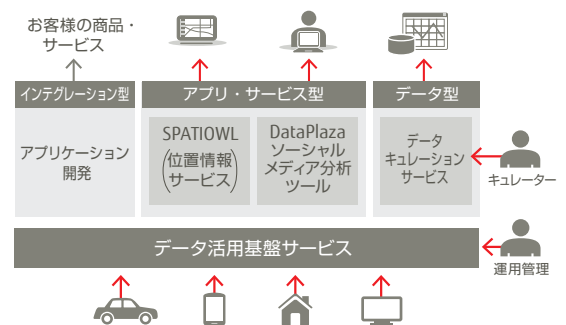 お客様の商品・
サービス
インテグレーション型
アプリ・サービス型
データ型
アプリケーション
開発
SPATIOWL
(位置情報
サービス)
DataPlaza
ソーシャル
メディア分析
ツール
データ
キュレーション
サービス
キュレーター
データ活用基盤サービス
運用管理